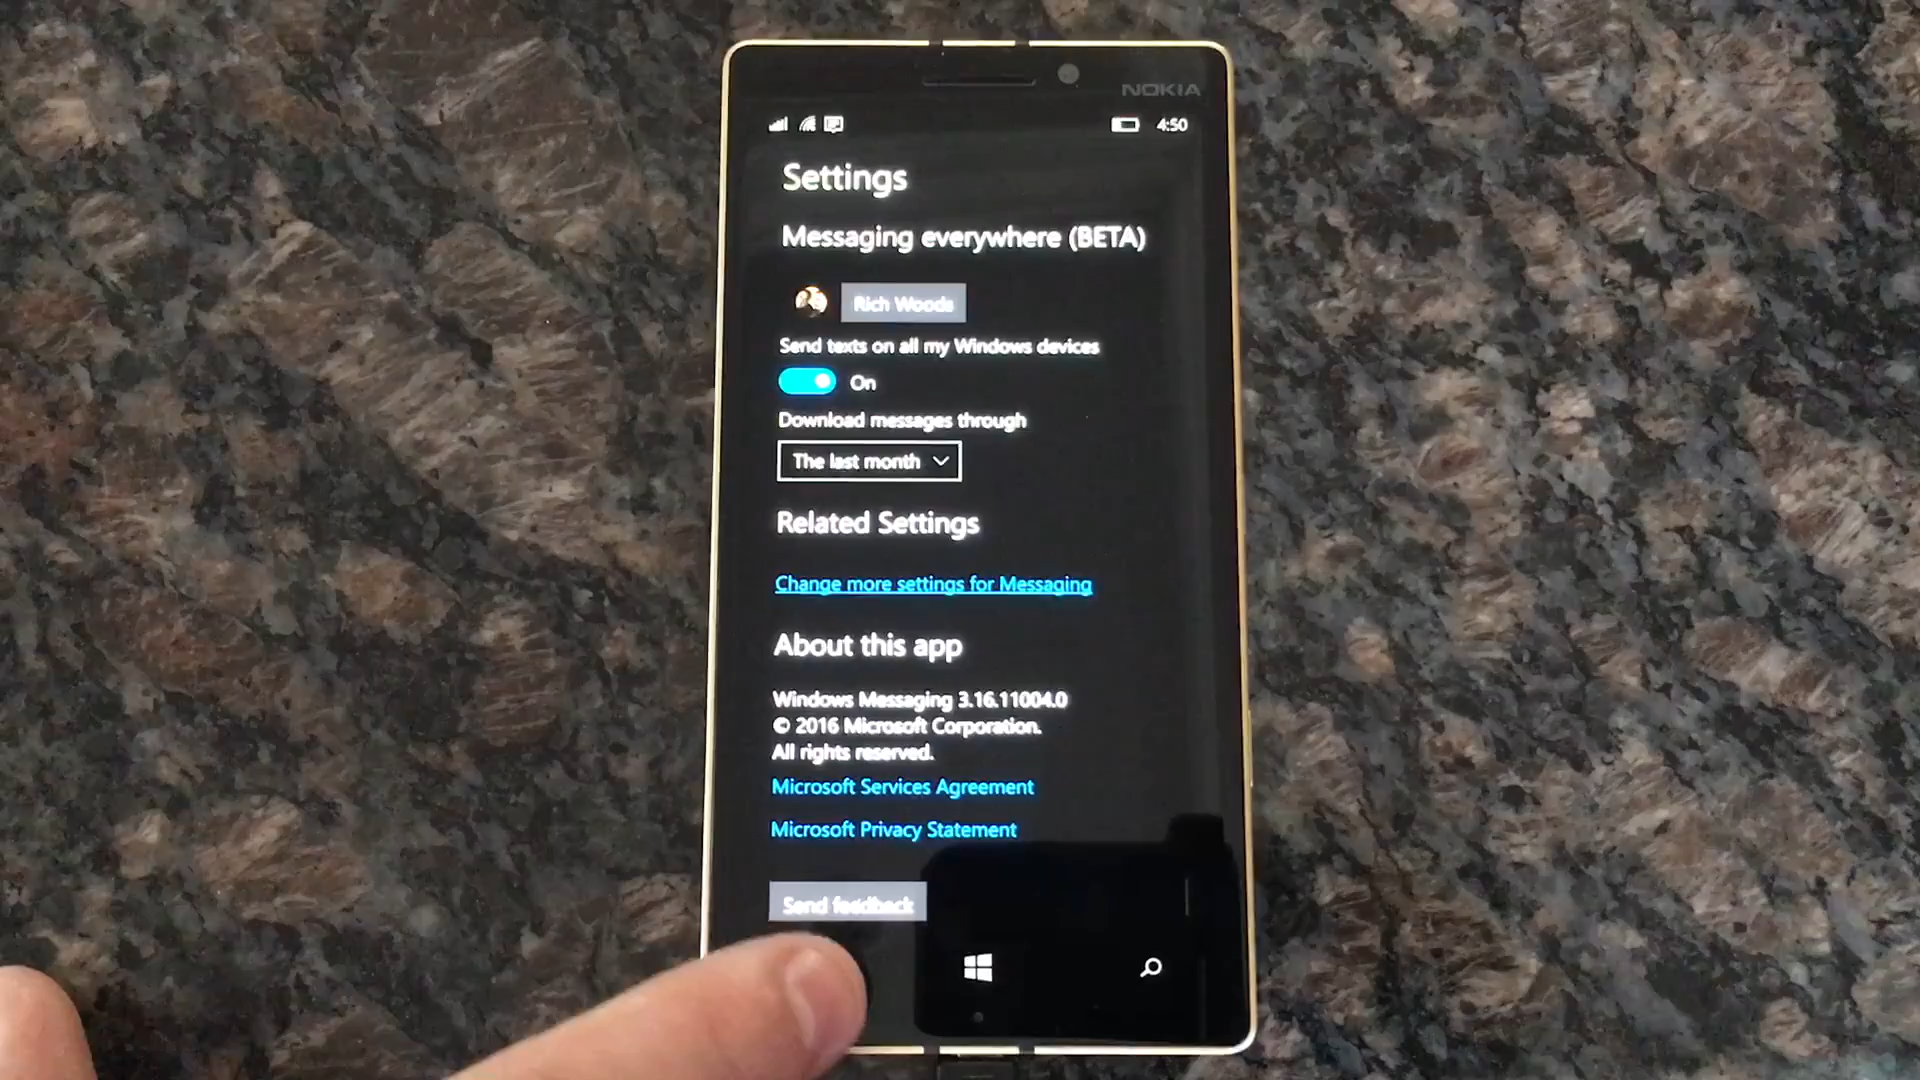 NOKIA
4:50
Settings
Messaging everywhere (BETA)
Rich Woods
Send texts on all my Windows devices
On
Download messages through
The last month
Related Settings
Change more settings for Messaging
About this app
Windows Messaging 3.16.11004.0
© 2016 Microsoft Corporation.
All rights reserved.
Microsoft Services Agreement
Microsoft Privacy Statement
Send feedback